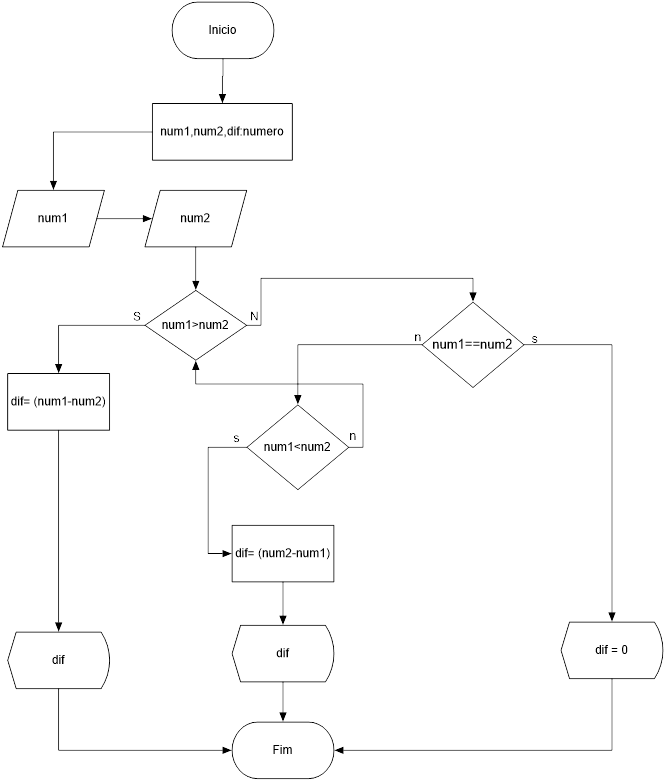 Inicio
num1,num2,dif:numero
num1
num2
S
num1>num2
N
n
num1==num2
s
dif= (num1-num2)
s
num1<num2
n
dif= (num2-num1)
dif
dif
dif = 0
Fim